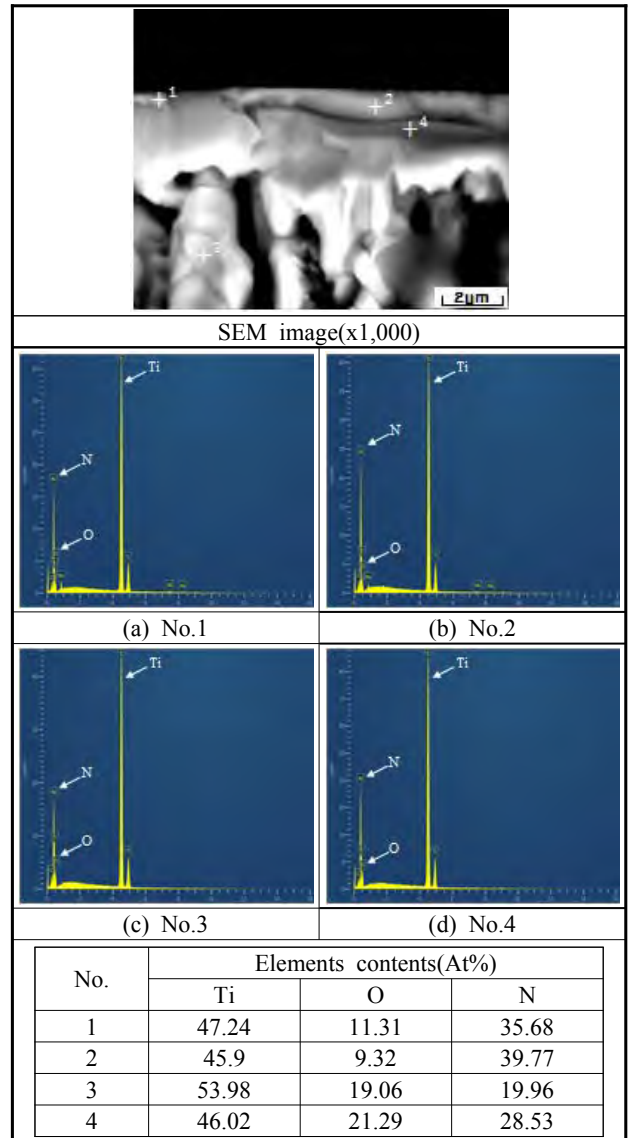 1
2
4
3
2μm
SEM image(x1,000)
Ti
N
O
(a) No.1
Ti
N
O
(b) No.2
Ti
N
O
(c) No.3
Ti
N
O
(d) No.4
No. Elements contents(At%)
Ti O N
1 47.24 11.31 35.68
2 45.9 9.32 39.77
3 53.98 19.06 19.96
4 46.02 21.29 28.53